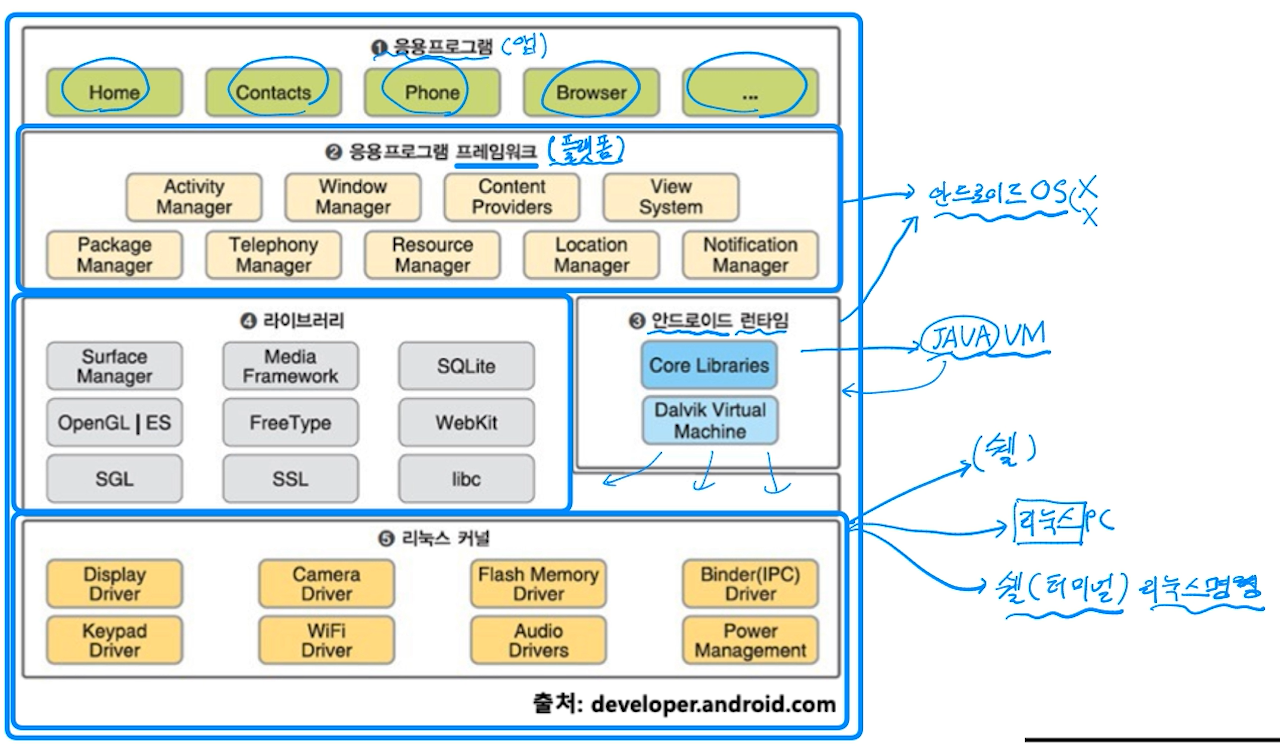 ❶ 응용프로그램 (앱)
Home Contacts Phone Browser ...
❷ 응용프로그램 프레임워크 (플랫폼)
Activity Manager Window Manager Content Providers View System
Package Manager Telephony Manager Resource Manager Location Manager Notification Manager
안드로이드 OS(X
X
❹ 라이브러리
Surface Manager Media Framework SQLite
OpenGL | ES FreeType WebKit
SGL SSL libc
❸ 안드로이드 런타임
Core Libraries
Dalvik Virtual Machine
JAVA VM
(쉘)
리눅스 PC
쉘(터미널) 리눅스명령
❺ 리눅스 커널
Display Driver Camera Driver Flash Memory Driver Binder(IPC) Driver
Keypad Driver WiFi Driver Audio Drivers Power Management
출처: developer.android.com